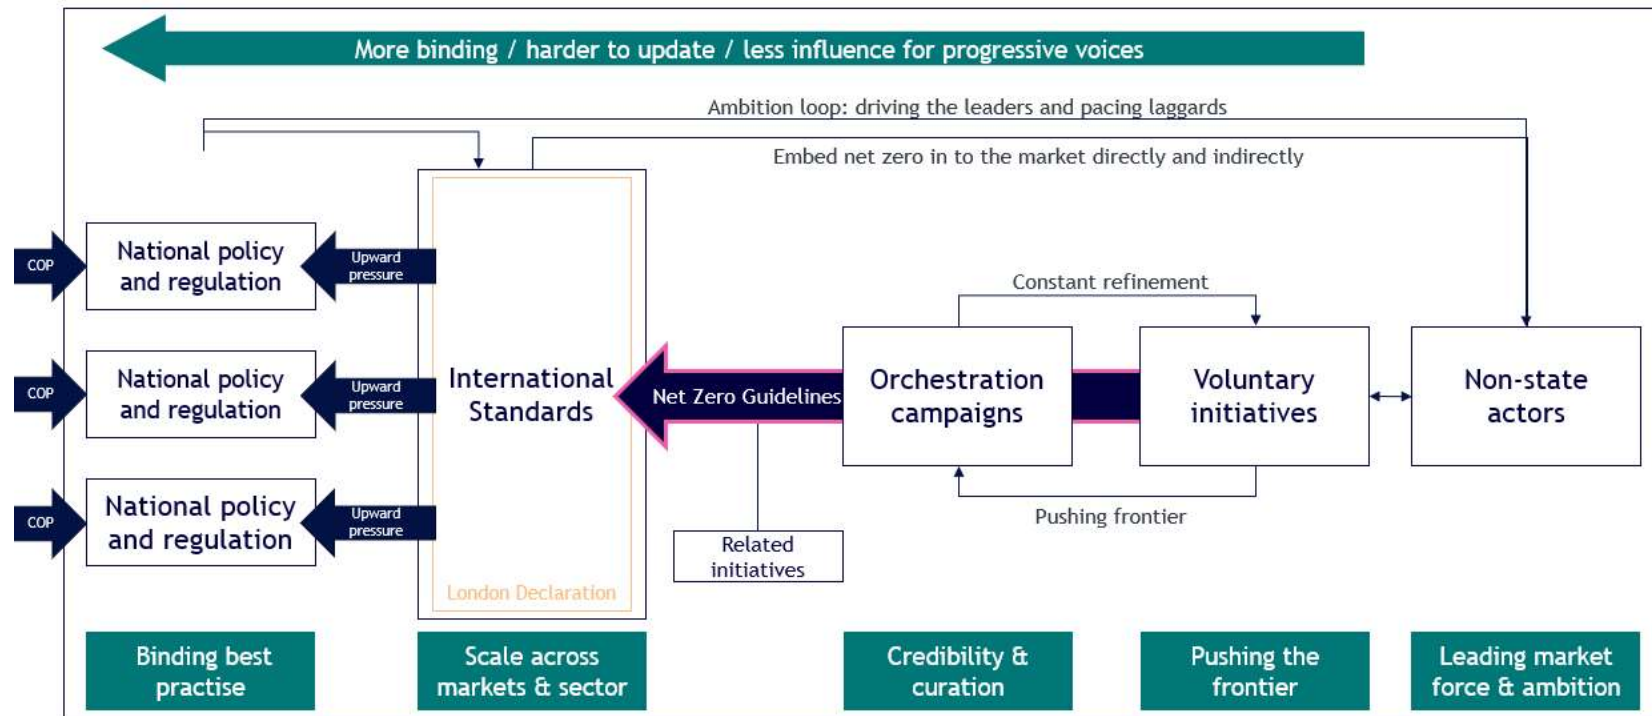 More binding / harder to update / less influence for progressive voices
Ambition loop: driving the leaders and pacing laggards
Embed net zero in to the market directly and indirectly
COP
National policy
and regulation
Upward
pressure
COP
National policy
and regulation
Upward
pressure
COP
National policy
and regulation
Upward
pressure
International
Standards
London Declaration
Net Zero Guidelines
Related
initiatives
Constant refinement
Orchestration
campaigns
Voluntary
initiatives
Pushing frontier
Non-state
actors
Binding best
practise
Scale across
markets & sector
Credibility &
curation
Pushing the
frontier
Leading market
force & ambition